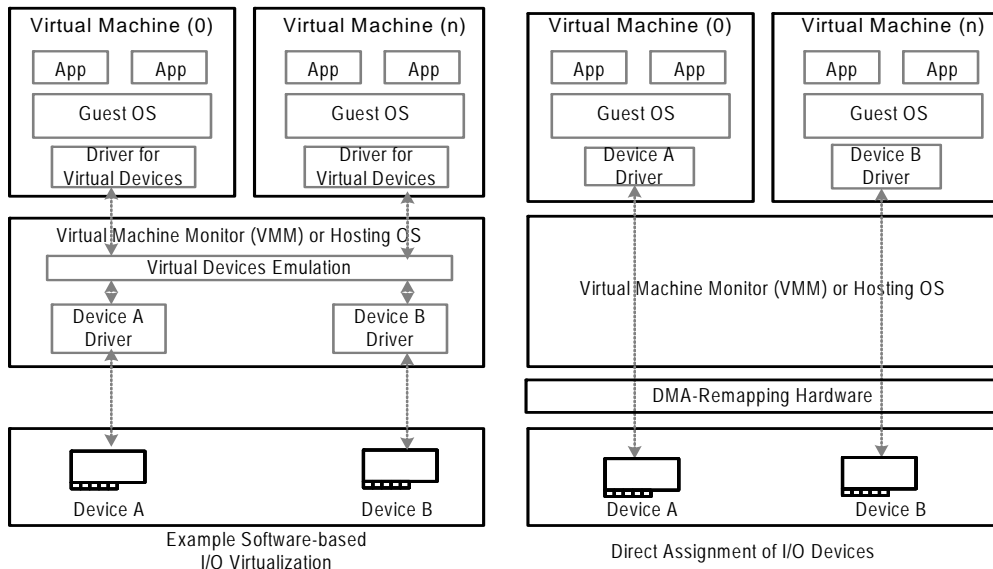 Virtual Machine (0)
App
App
Guest OS
Driver for
Virtual Devices
Virtual Machine (n)
App
App
Guest OS
Driver for
Virtual Devices
Virtual Machine Monitor (VMM) or Hosting OS
Virtual Devices Emulation
Device A
Driver
Device B
Driver
Device A
Device B
Example Software-based
I/O Virtualization
Virtual Machine (0)
App
App
Guest OS
Device A
Driver
Virtual Machine (n)
App
App
Guest OS
Device B
Driver
Virtual Machine Monitor (VMM) or Hosting OS
DMA-Remapping Hardware
Device A
Device B
Direct Assignment of I/O Devices